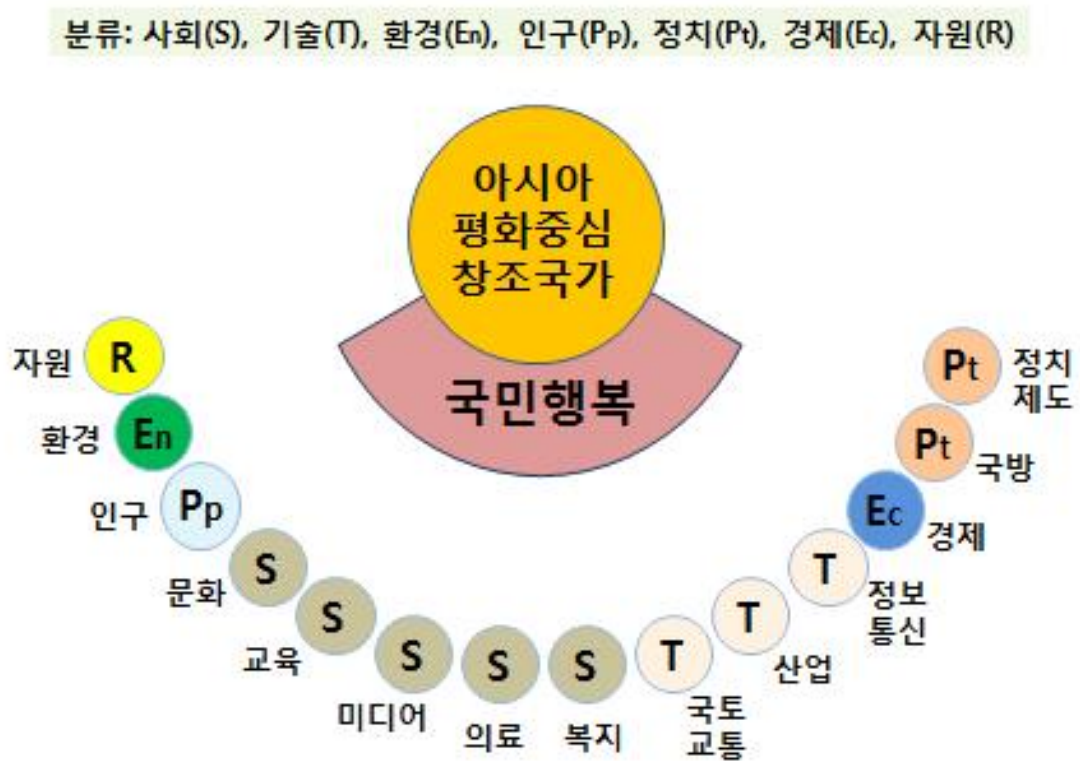 분류: 사회(S), 기술(T), 환경(En), 인구(Pp), 정치(Pt), 경제(Ec), 자원(R)
아시아
평화중심
창조국가
국민행복
자원
R
환경
En
인구
Pp
문화
S
교육
S
미디어
S
의료
S
복지
S
국토
교통
T
산업
T
정보
통신
T
경제
Ec
국방
Pt
정치
제도
Pt